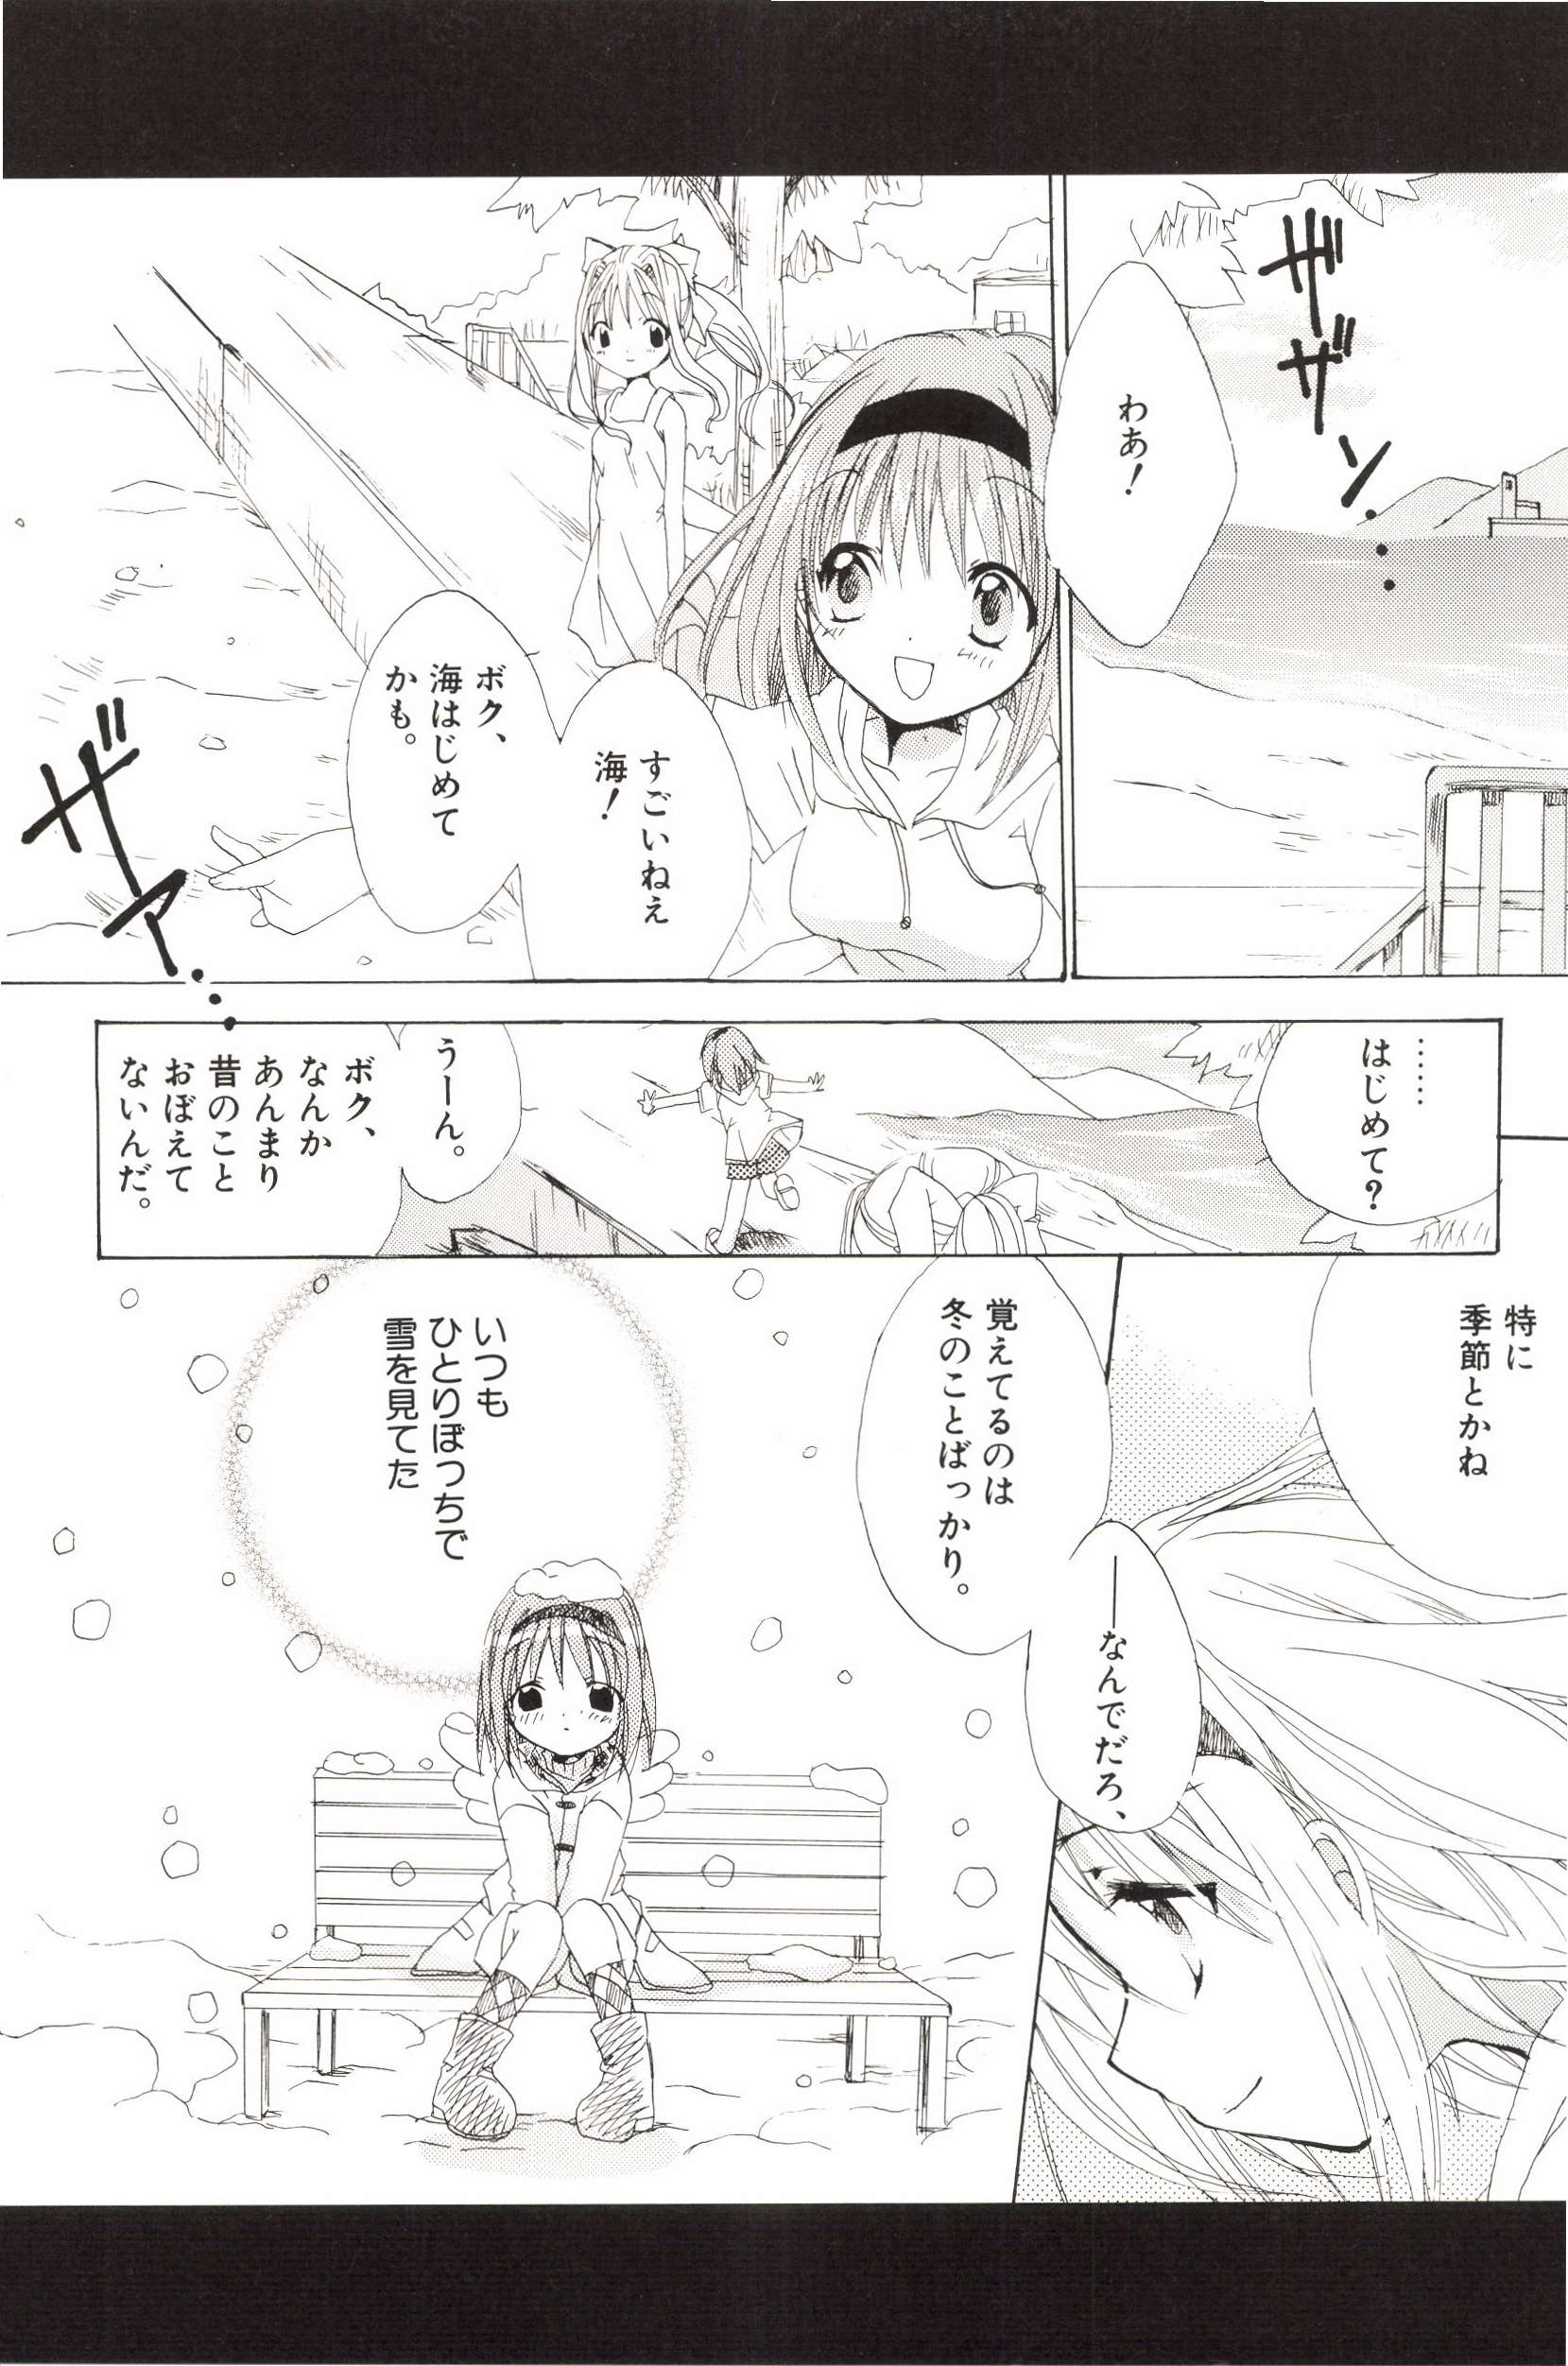 ザザン・・・
わあ！
すごいねえ
海！
ボク、
海はじめて
かも。
ザァ・・・
……
はじめて？
うーん。
ボク、
なんか
あんまり
昔のこと
おぼえて
ないんだ。
特に
季節とかね
覚えてるのは
冬のことばっかり。
――なんでだろ、
いつも
ひとりぼっちで
雪を見てた